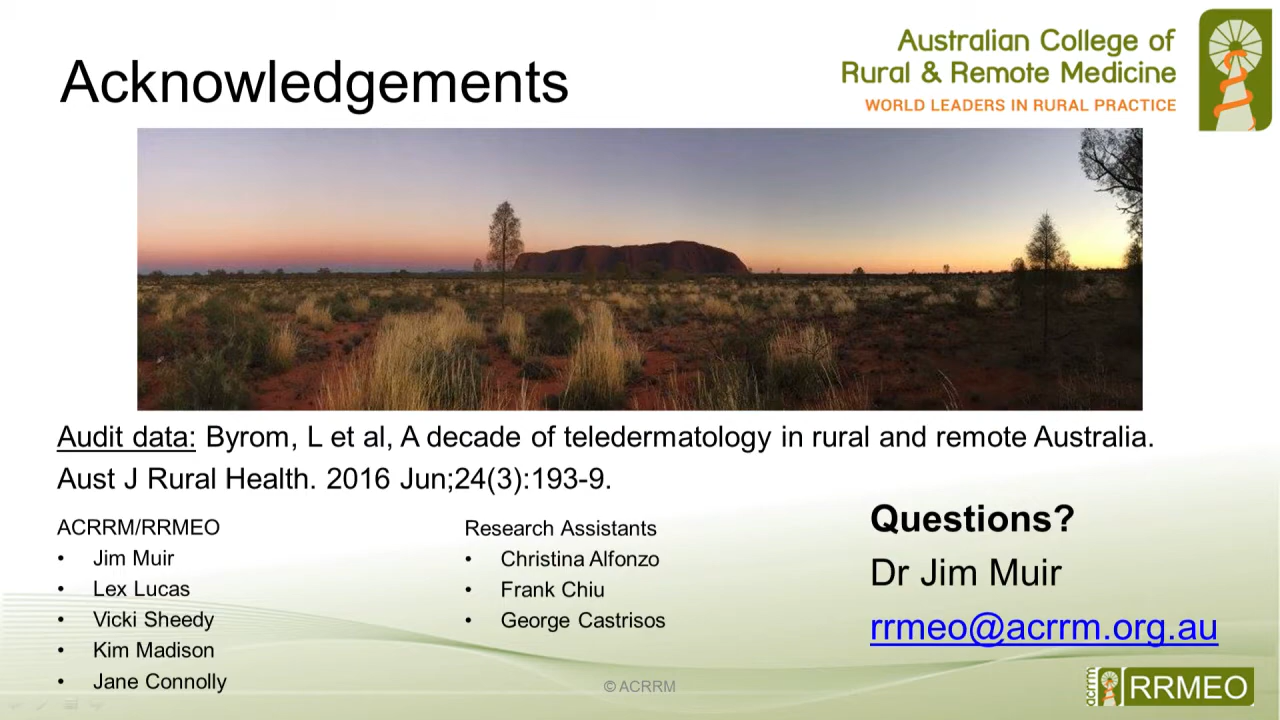 Acknowledgements
Australian College of
Rural & Remote Medicine
WORLD LEADERS IN RURAL PRACTICE
Audit data: Byrom, L et al, A decade of teledermatology in rural and remote Australia.
Aust J Rural Health. 2016 Jun;24(3):193-9.
ACRRM/RRMEO
• Jim Muir
• Lex Lucas
• Vicki Sheedy
• Kim Madison
• Jane Connolly
Research Assistants
• Christina Alfonzo
• Frank Chiu
• George Castrisos
Questions?
Dr Jim Muir
rrmeo@acrrm.org.au
© ACRRM
acrrm RRMEO